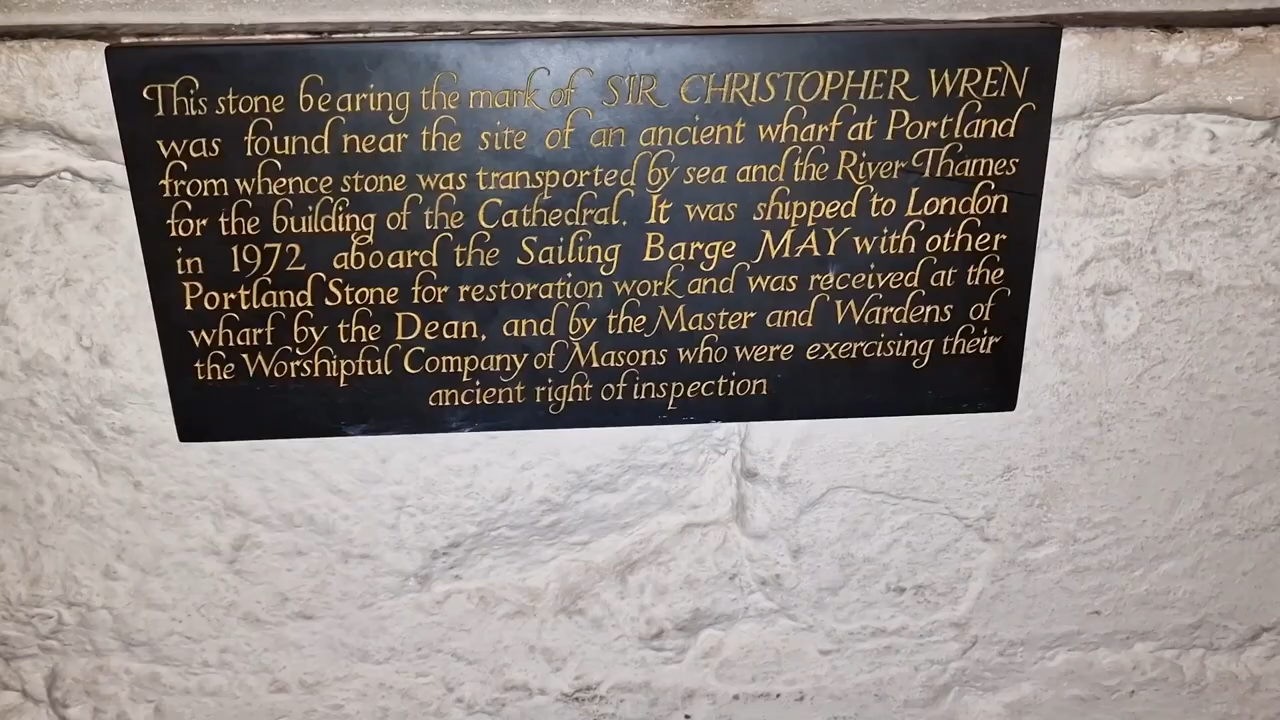 This stone bearing the mark of SIR CHRISTOPHER WREN
was found near the site of an ancient wharf at Portland
from whence stone was transported by sea and the River Thames
for the building of the Cathedral. It was shipped to London
in 1972 aboard the Sailing Barge MAY with other
Portland Stone for restoration work and was received at the
wharf by the Dean, and by the Master and Wardens of
the Worshipful Company of Masons who were exercising their
ancient right of inspection